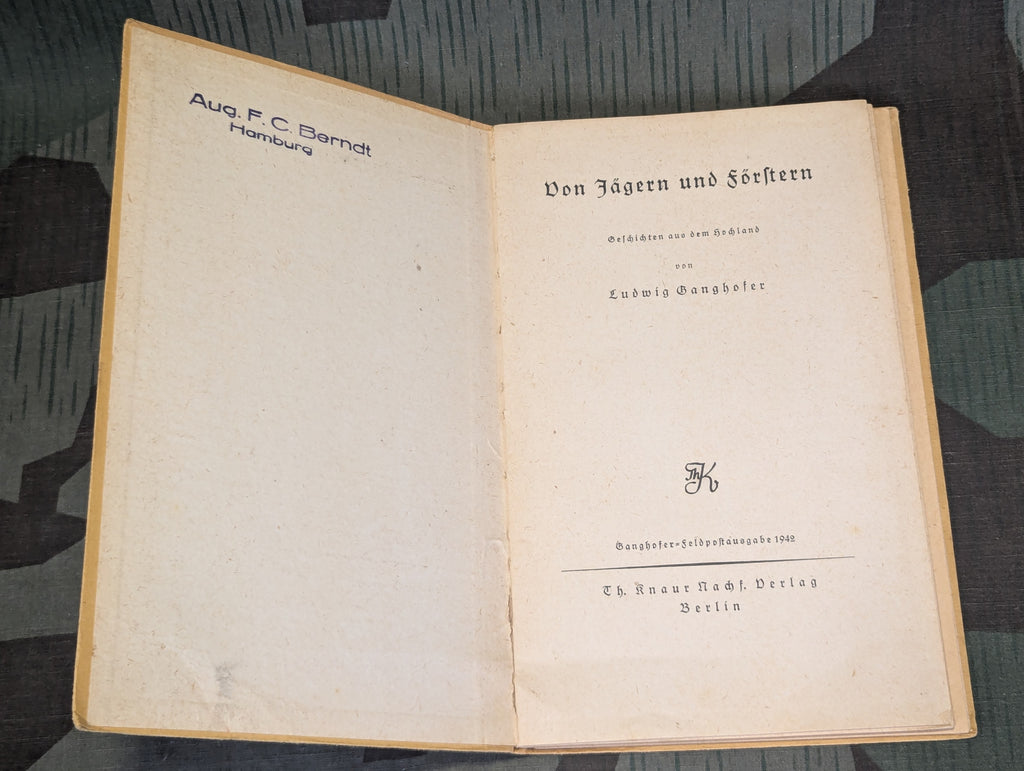 Aug. F. C. Berndt
Hamburg
Von Jägern und Förſtern
Geſchichten aus dem Hochland
von
Ludwig Ganghofer
ThK
Ganghofer-Feldpoſtausgabe 1942
Th. Knaur Nachf. Verlag
Berlin